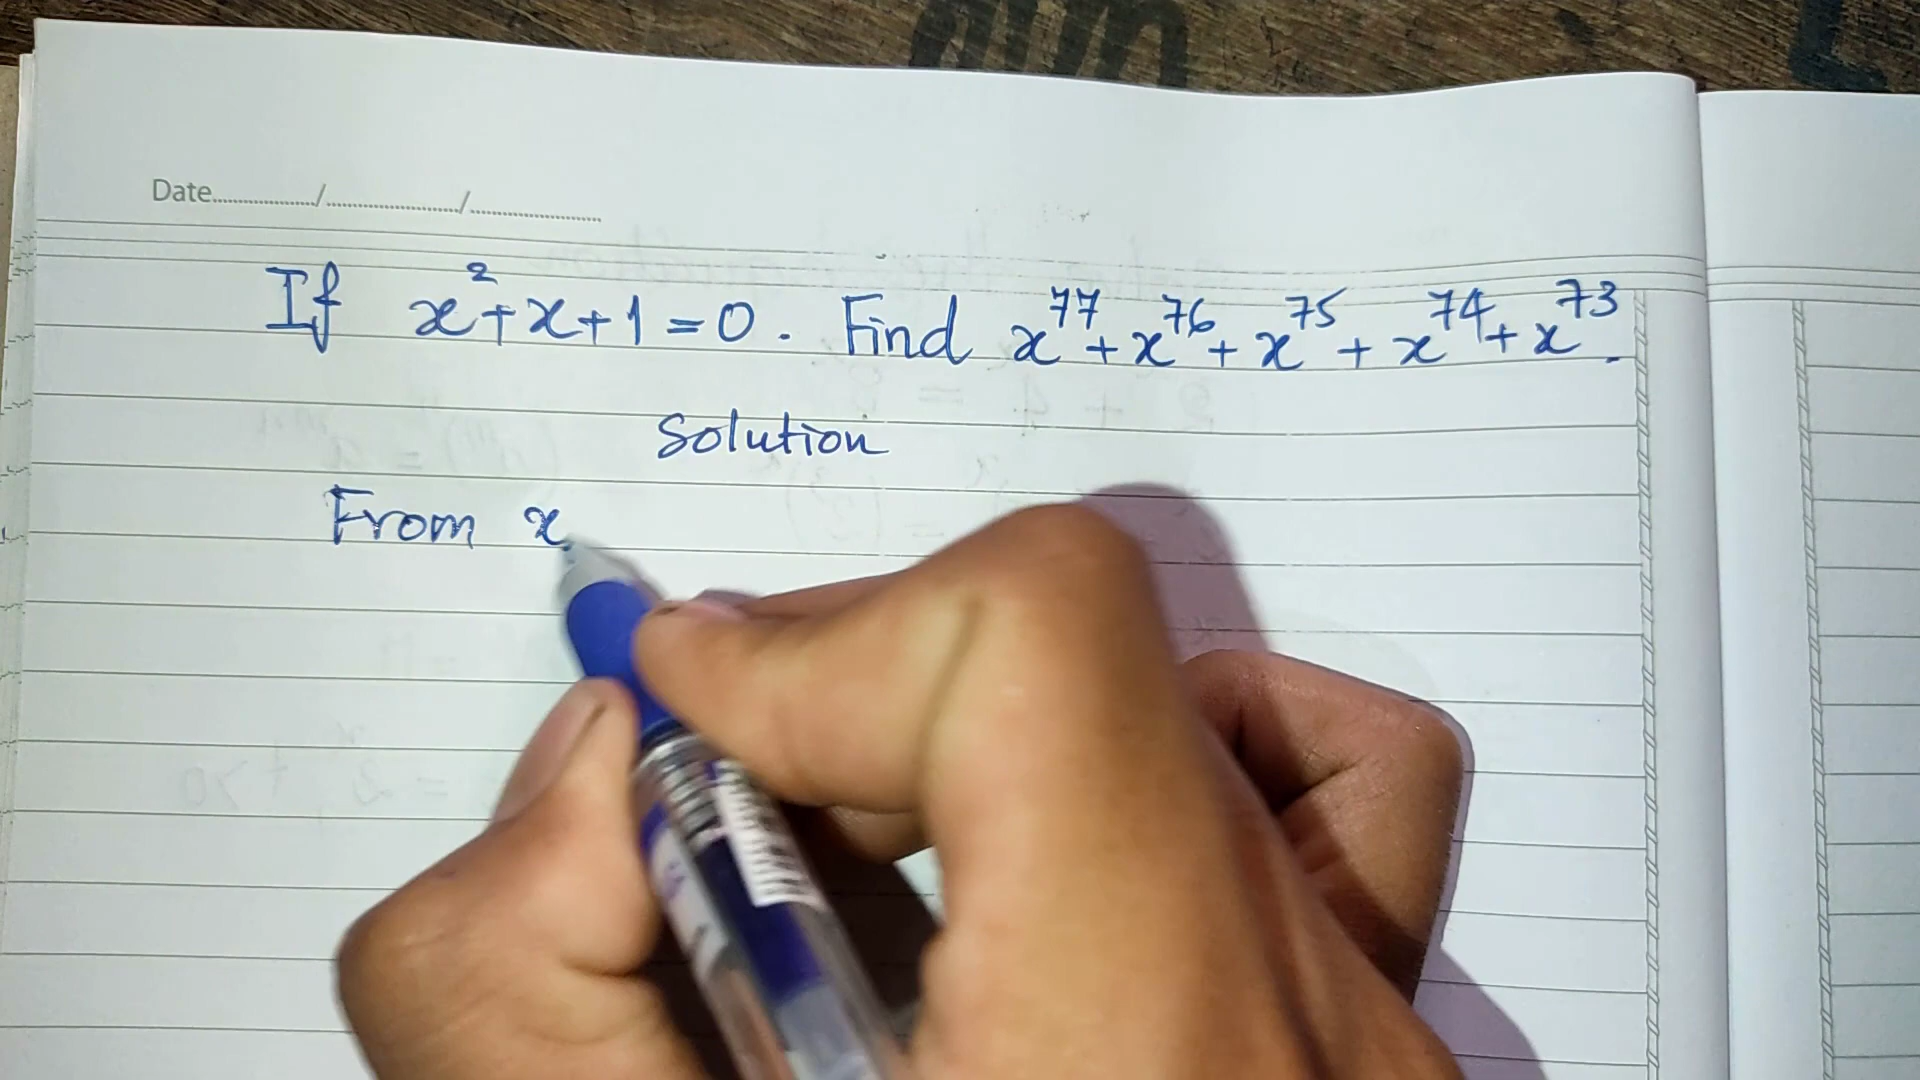 Date............/............/............
If x²+x+1=0. Find x⁷⁷+x⁷⁶+x⁷⁵+x⁷⁴+x⁷³.
Solution
From x